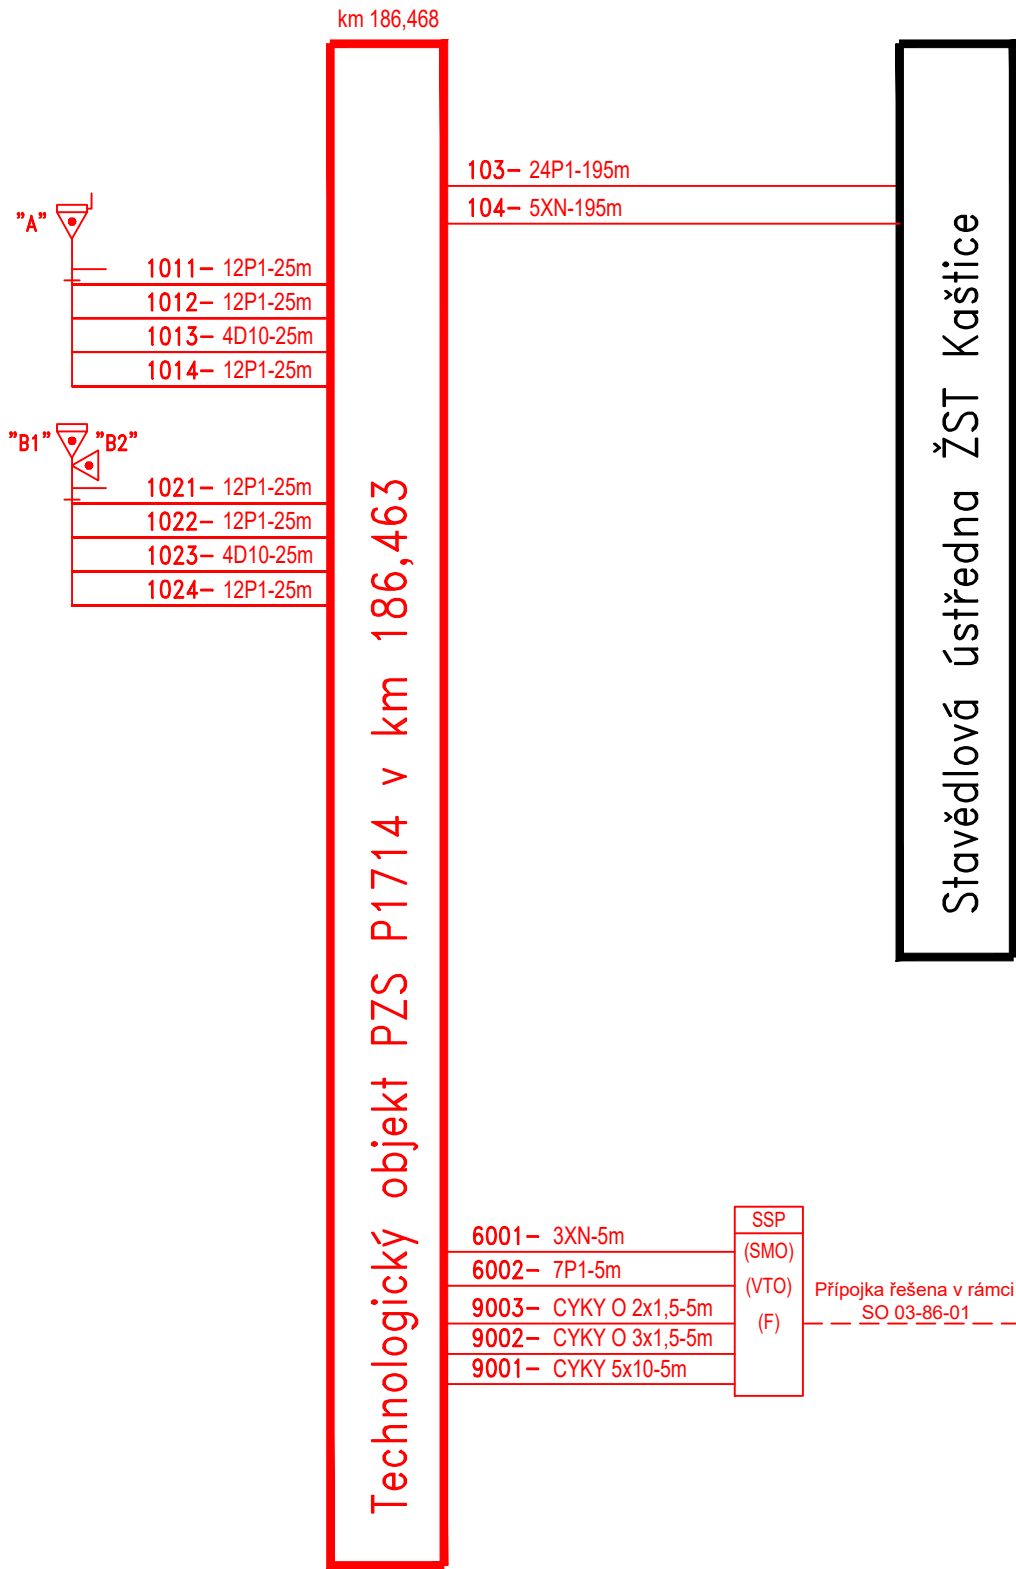 km 186,468
103- 24P1-195m
104- 5XN-195m
"A"
1011- 12P1-25m
1012- 12P1-25m
1013- 4D10-25m
1014- 12P1-25m
"B1" "B2"
1021- 12P1-25m
1022- 12P1-25m
1023- 4D10-25m
1024- 12P1-25m
Technologický objekt PZS P1714 v km 186,463
Stavědlová ústředna ŽST Kaštice
6001- 3XN-5m
6002- 7P1-5m
9003- CYKY O 2x1,5-5m
9002- CYKY O 3x1,5-5m
9001- CYKY 5x10-5m
SSP
(SMO)
(VTO)
(F)
Přípojka řešena v rámci
SO 03-86-01